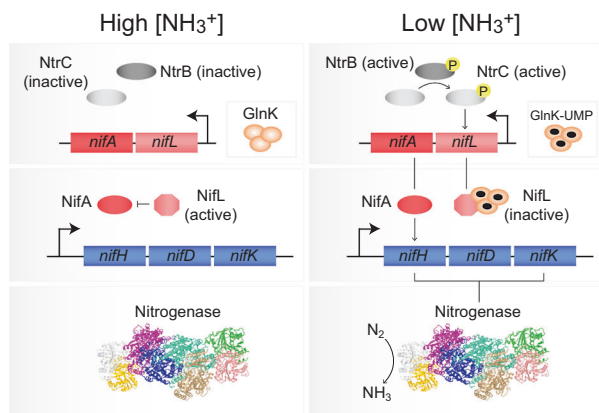 High [NH₃⁺]
NtrC
(inactive)
NtrB (inactive)
GlnK
nifA
nifL
NifA
NifL
(active)
nifH
nifD
nifK
Nitrogenase
Low [NH₃⁺]
NtrB (active)
P
NtrC (active)
P
GlnK-UMP
nifA
nifL
NifA
NifL
(inactive)
nifH
nifD
nifK
Nitrogenase
N₂
NH₃